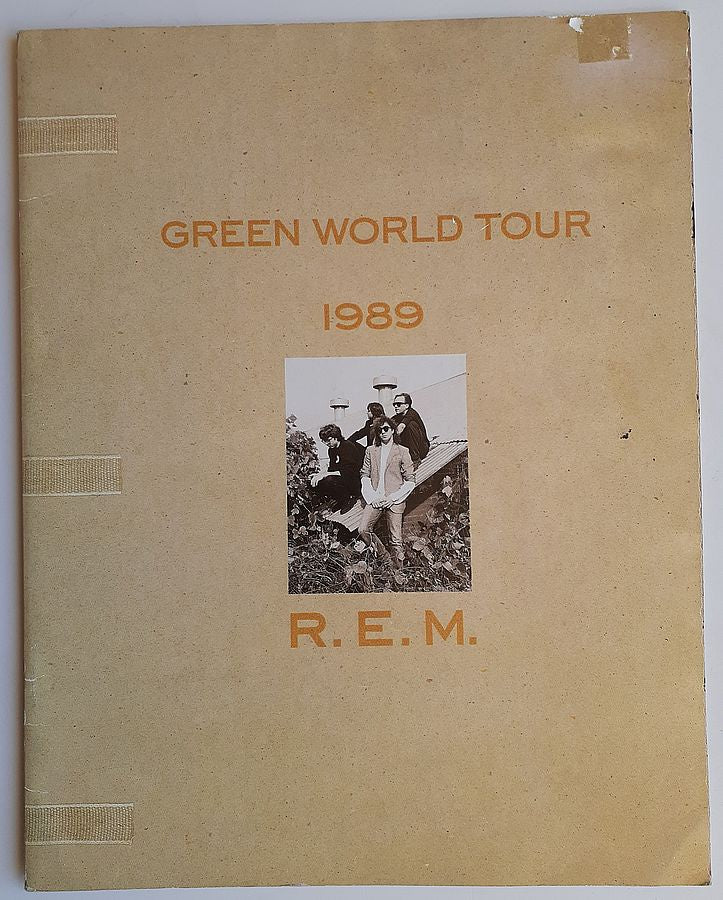 GREEN WORLD TOUR
1989
R. E. M.